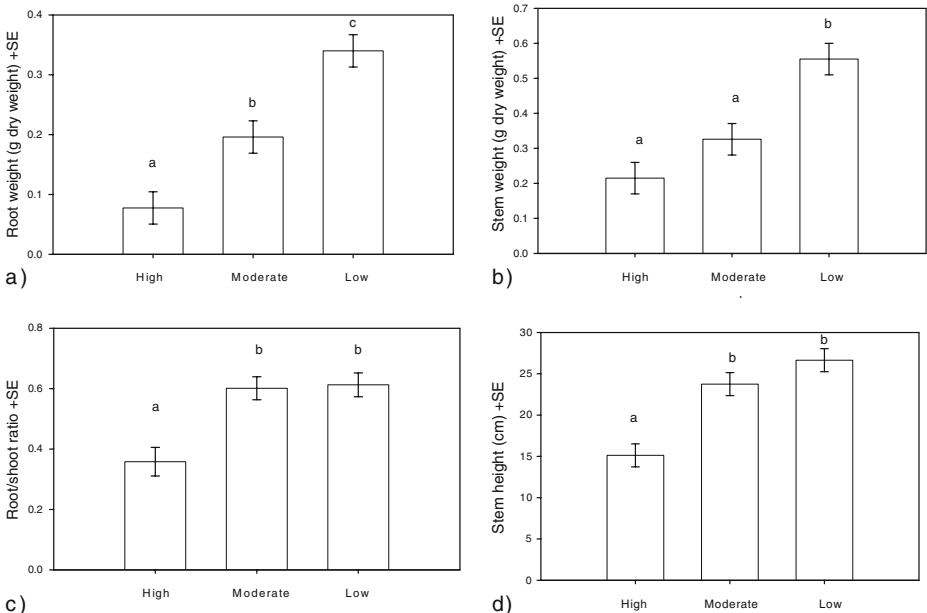 Root weight (g dry weight) +SE
0.4
0.3
0.2
0.1
0.0
a
b
c
High Moderate Low
a)
Stem weight (g dry weight) +SE
0.7
0.6
0.5
0.4
0.3
0.2
0.1
0.0
a
a
b
High Moderate Low
b)
Root/shoot ratio +SE
0.8
0.6
0.4
0.2
0.0
a
b
b
High Moderate Low
c)
Stem height (cm) +SE
30
25
20
15
10
5
0
a
b
b
High Moderate Low
d)